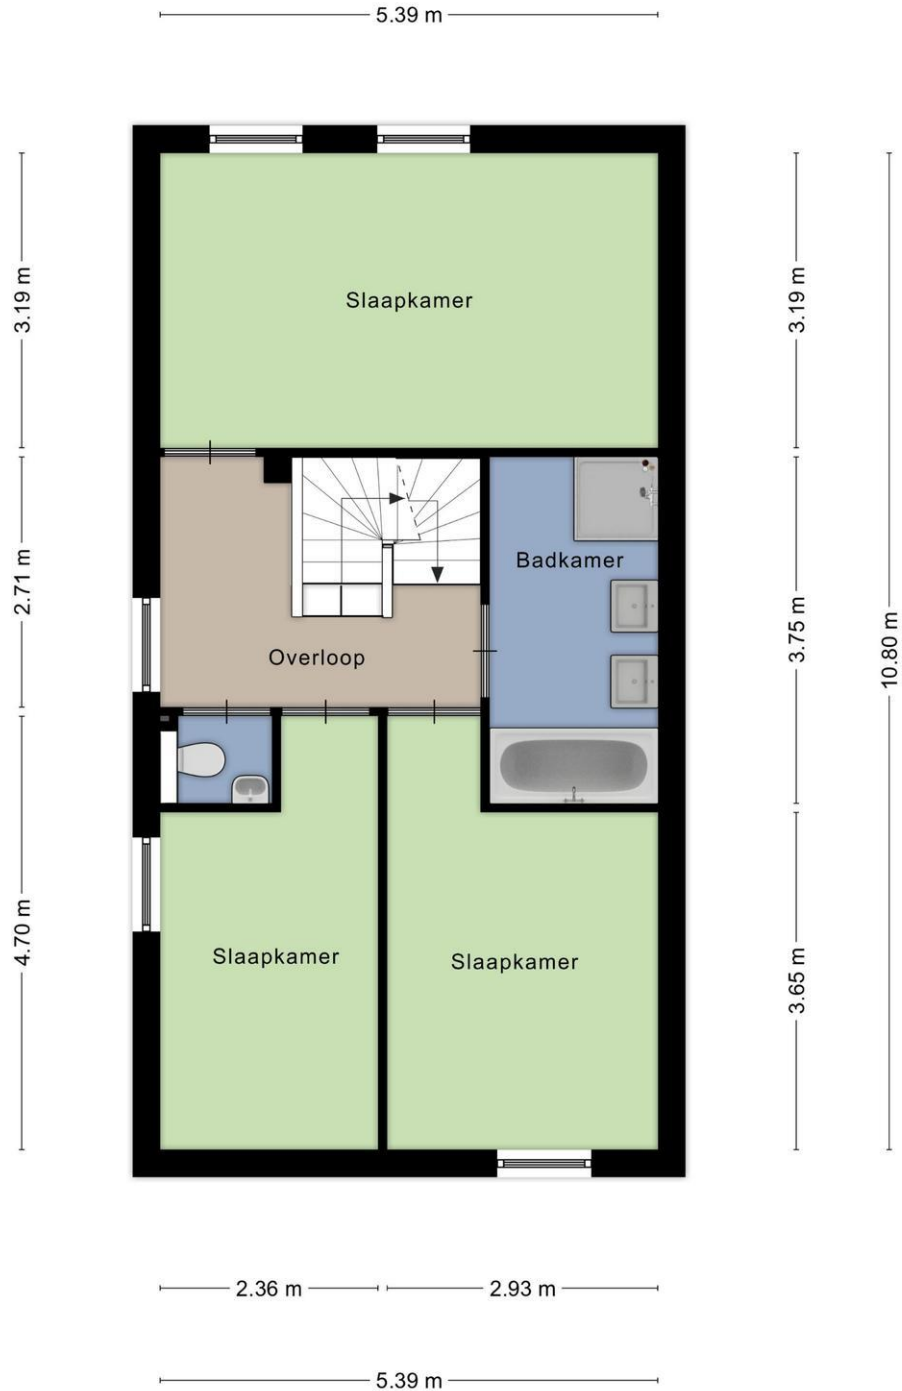 5.39 m
3.19 m
3.19 m
Slaapkamer
2.71 m
Badkamer
3.75 m
10.80 m
Overloop
4.70 m
Slaapkamer
Slaapkamer
3.65 m
2.36 m
2.93 m
5.39 m